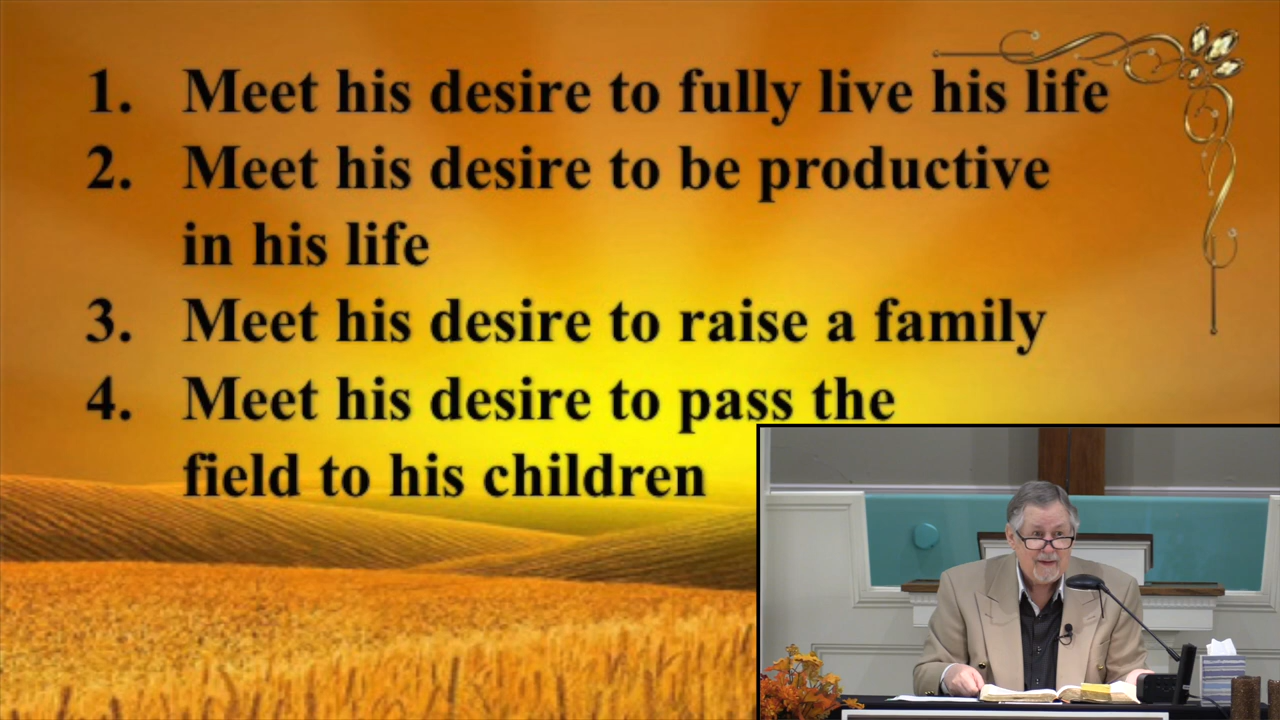 1. Meet his desire to fully live his life
2. Meet his desire to be productive
in his life
3. Meet his desire to raise a family
4. Meet his desire to pass the
field to his children